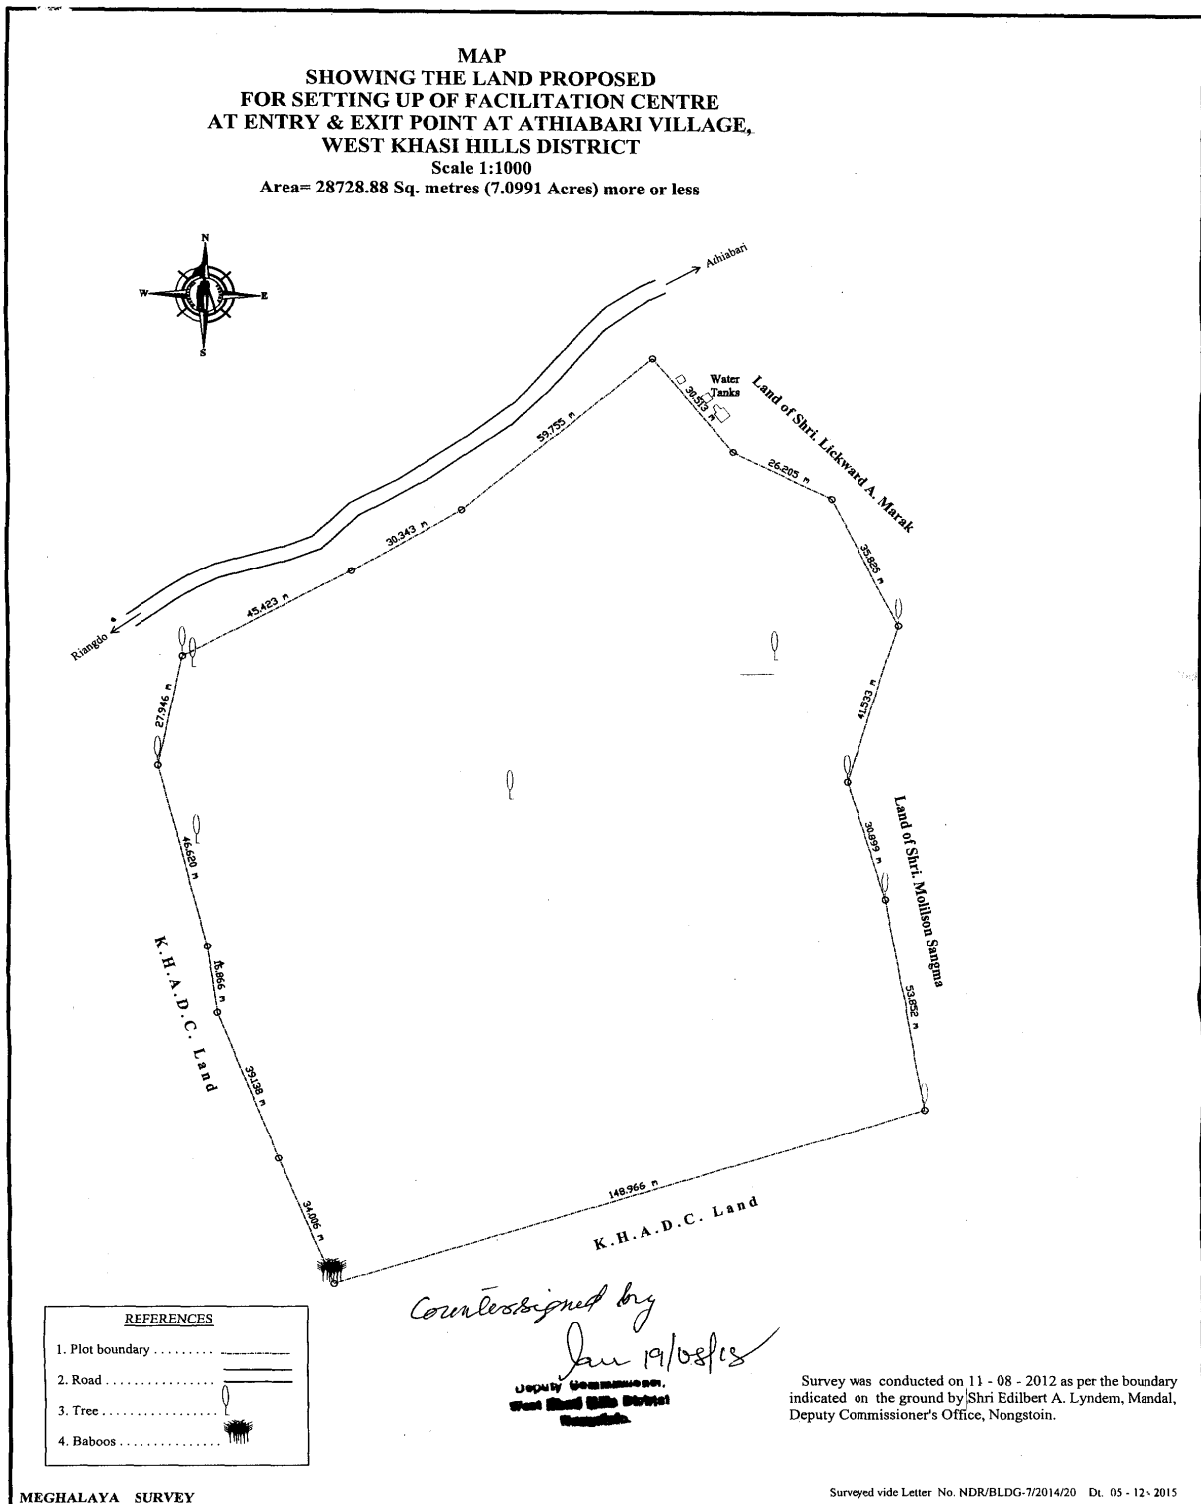 MAP
SHOWING THE LAND PROPOSED
FOR SETTING UP OF FACILITATION CENTRE
AT ENTRY & EXIT POINT AT ATHIABARI VILLAGE,
WEST KHASI HILLS DISTRICT
Scale 1:1000
Area= 28728.88 Sq. metres (7.0991 Acres) more or less
N
W
E
S
Athiabari
Riangdo
Water
Tanks
Land of Shri. Lickward A. Marak
59.755 m
30.513 m
26.205 m
35.826 m
30.343 m
45.423 m
27.946 m
41.533 m
46.620 m
30.899 m
Land of Shri. Molilson Sangma
K.H.A.D.C. Land
16.866 m
53.852 m
39.138 m
34.006 m
148.966 m
K.H.A.D.C. Land
Countersigned by
19/08/18
Deputy Commissioner,
West Khasi Hills District
Nongstoin.
REFERENCES
1. Plot boundary .........
2. Road ................
3. Tree .................
4. Baboos ...............
Survey was conducted on 11 - 08 - 2012 as per the boundary
indicated on the ground by Shri Edilbert A. Lyndem, Mandal,
Deputy Commissioner's Office, Nongstoin.
MEGHALAYA SURVEY
Surveyed vide Letter No. NDR/BLDG-7/2014/20 Dt. 05 - 12 - 2015